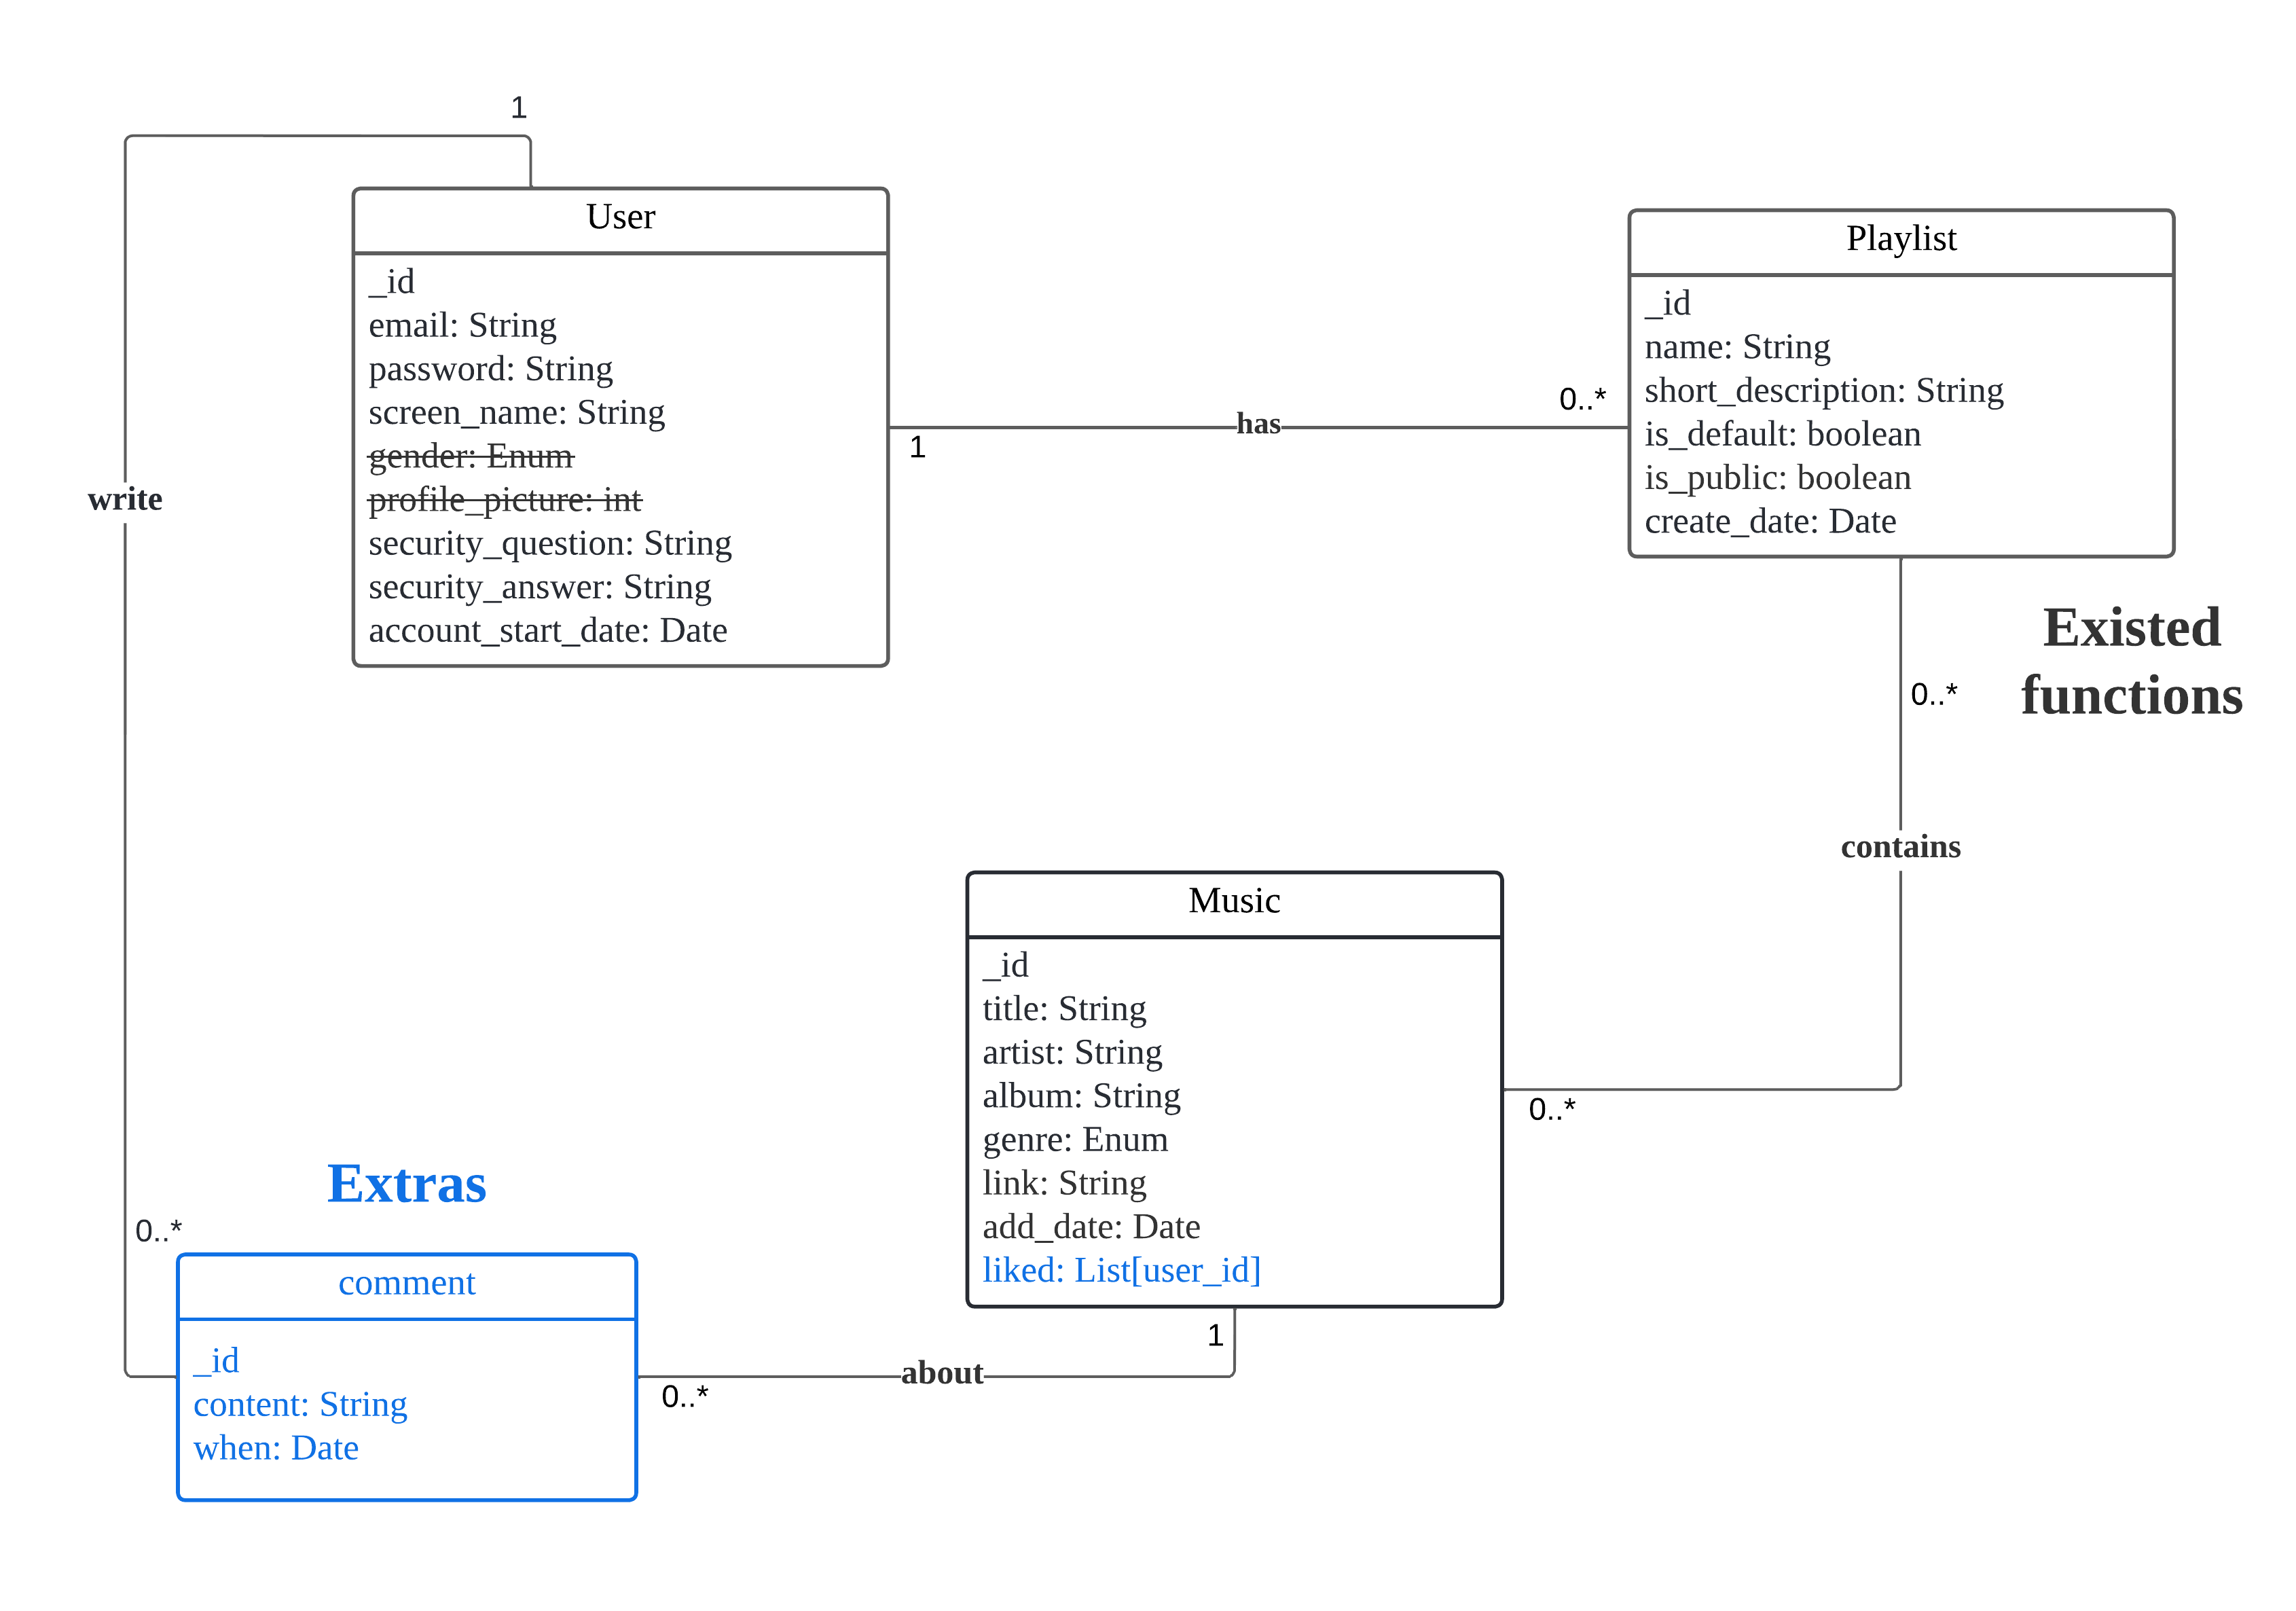 1
User
_id
email: String
password: String
screen_name: String
gender: Enum
profile_picture: int
security_question: String
security_answer: String
account_start_date: Date
1
has
0..*
Playlist
_id
name: String
short_description: String
is_default: boolean
is_public: boolean
create_date: Date
write
Existed
functions
0..*
contains
Music
_id
title: String
artist: String
album: String
genre: Enum
link: String
add_date: Date
liked: List[user_id]
0..*
Extras
0..*
comment
_id
content: String
when: Date
0..*
about
1